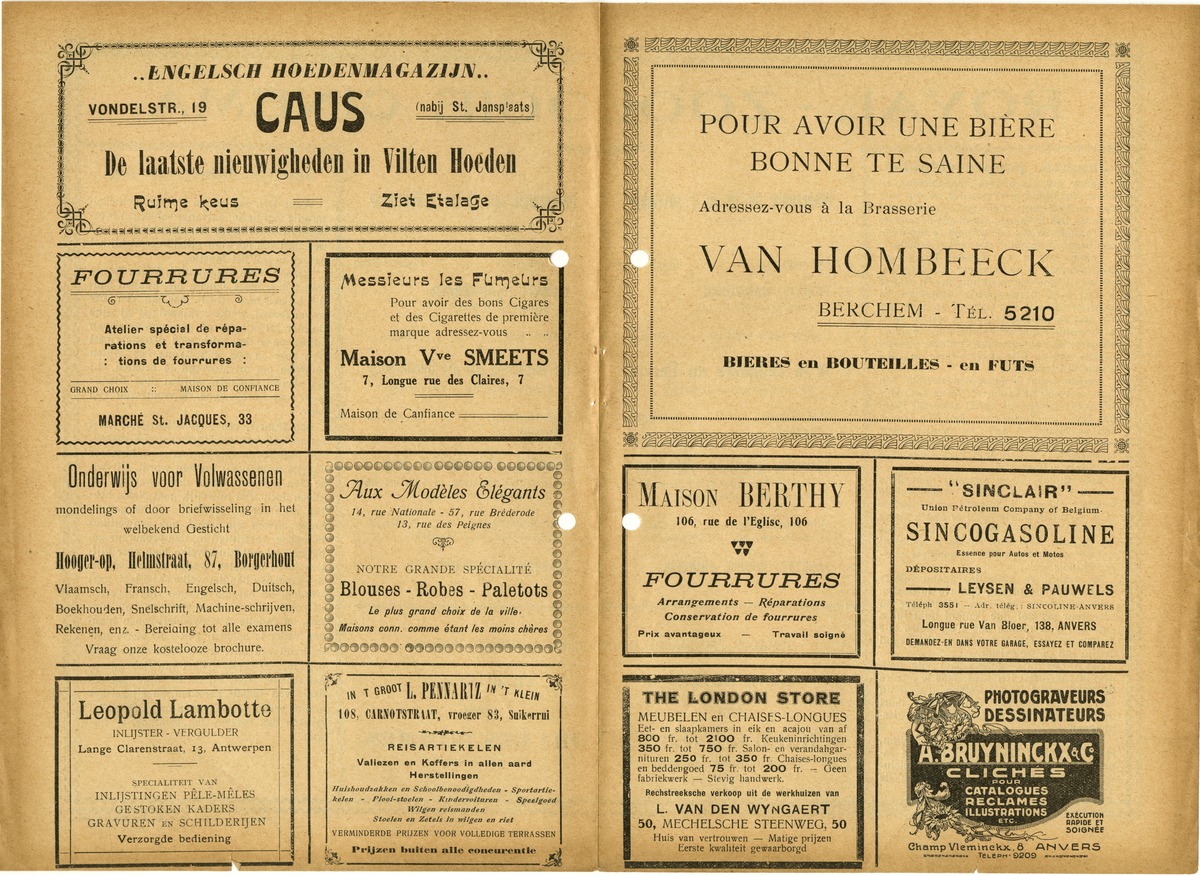 ..ENGELSCH HOEDENMAGAZIJN..
VONDELSTR., 19 CAUS (nabij St. Jansplaats)
De laatste nieuwigheden in Vilten Hoeden
Ruime keus Ziet Etalage
FOURRURES
Atelier spécial de répa-
rations et transforma-
: tions de fourrures :
GRAND CHOIX :: MAISON DE CONFIANCE
MARCHÉ St. JACQUES, 33
Messieurs les Fumeurs
Pour avoir des bons Cigares
et des Cigarettes de première
marque adressez-vous .. ..
Maison Vve SMEETS
7, Longue rue des Claires, 7
Maison de Canfiance
Onderwijs voor Volwassenen
mondelings of door briefwisseling in het
welbekend Gesticht
Hooger-op, Helmstraat, 87, Borgerhout
Vlaamsch, Fransch, Engelsch, Duitsch,
Boekhouden, Snelschrift, Machine-schrijven,
Rekenen, enz. - Bereiding tot alle examens
Vraag onze kostelooze brochure.
Aux Modèles Elégants
14, rue Nationale - 57, rue Bréderode
13, rue des Peignes
NOTRE GRANDE SPÉCIALITÉ
Blouses - Robes - Paletots
Le plus grand choix de la ville.
Maisons conn. comme étant les moins chères
Leopold Lambotte
INLIJSTER - VERGULDER
Lange Clarenstraat, 13, Antwerpen
SPECIALITEIT VAN
INLIJSTINGEN PÊLE-MÊLES
GESTOKEN KADERS
GRAVUREN EN SCHILDERIJEN
Verzorgde bediening
IN 'T GROOT L. PENNARTZ IN 'T KLEIN
108, CARNOTSTRAAT, vroeger 83, Suikerrui
REISARTIEKELEN
Valiezen en Koffers in allen aard
Herstellingen
Huishoudzakken en Schoolbenoodigheden - Sportartie-
kelen - Plooi-stoelen - Kindervoituren - Speelgoed
Wilgen reismanden
Stoelen en Zetels in wilgen en riet
VERMINDERDE PRIJZEN VOOR VOLLEDIGE TERRASSEN
Prijzen buiten alle concurentie
POUR AVOIR UNE BIÈRE
BONNE TE SAINE
Adressez-vous à la Brasserie
VAN HOMBEECK
BERCHEM - TÉL. 5210
BIERES en BOUTEILLES - en FUTS
MAISON BERTHY
106, rue de l'Eglise, 106
FOURRURES
Arrangements — Réparations
Conservation de fourrures
Prix avantageux — Travail soigné
"SINCLAIR"
Union Pétroleum Company of Belgium.
SINCOGASOLINE
Essence pour Autos et Motos
DÉPOSITAIRES
LEYSEN & PAUWELS
Téléph 3551 — Adr. télég. : SINCOLINE-ANVERS
Longue rue Van Bloer, 138, ANVERS
DEMANDEZ-EN DANS VOTRE GARAGE, ESSAYEZ ET COMPAREZ
THE LONDON STORE
MEUBELEN en CHAISES-LONGUES
Eet- en slaapkamers in eik en acajou van af
800 fr. tot 2100 fr. Keukeninrichtingen
350 fr. tot 750 fr. Salon- en verandahgar-
nituren 250 fr. tot 350 fr. Chaises-longues
en beddengoed 75 fr. tot 200 fr. — Geen
fabriekwerk — Stevig handwerk.
Rechstreeksche verkoop uit de werkhuizen van
L. VAN DEN WYNGAERT
50, MECHELSCHE STEENWEG, 50
Huis van vertrouwen — Matige prijzen
Eerste kwaliteit gewaarborgd
PHOTOGRAVEURS
DESSINATEURS
A. BRUYNINCKX & Co
CLICHÉS
POUR
CATALOGUES
RECLAMES
ILLUSTRATIONS
ETC.
EXÉCUTION
RAPIDE ET
SOIGNÉE
Champ Vleminckx, 8 ANVERS
TELEPH. 9209